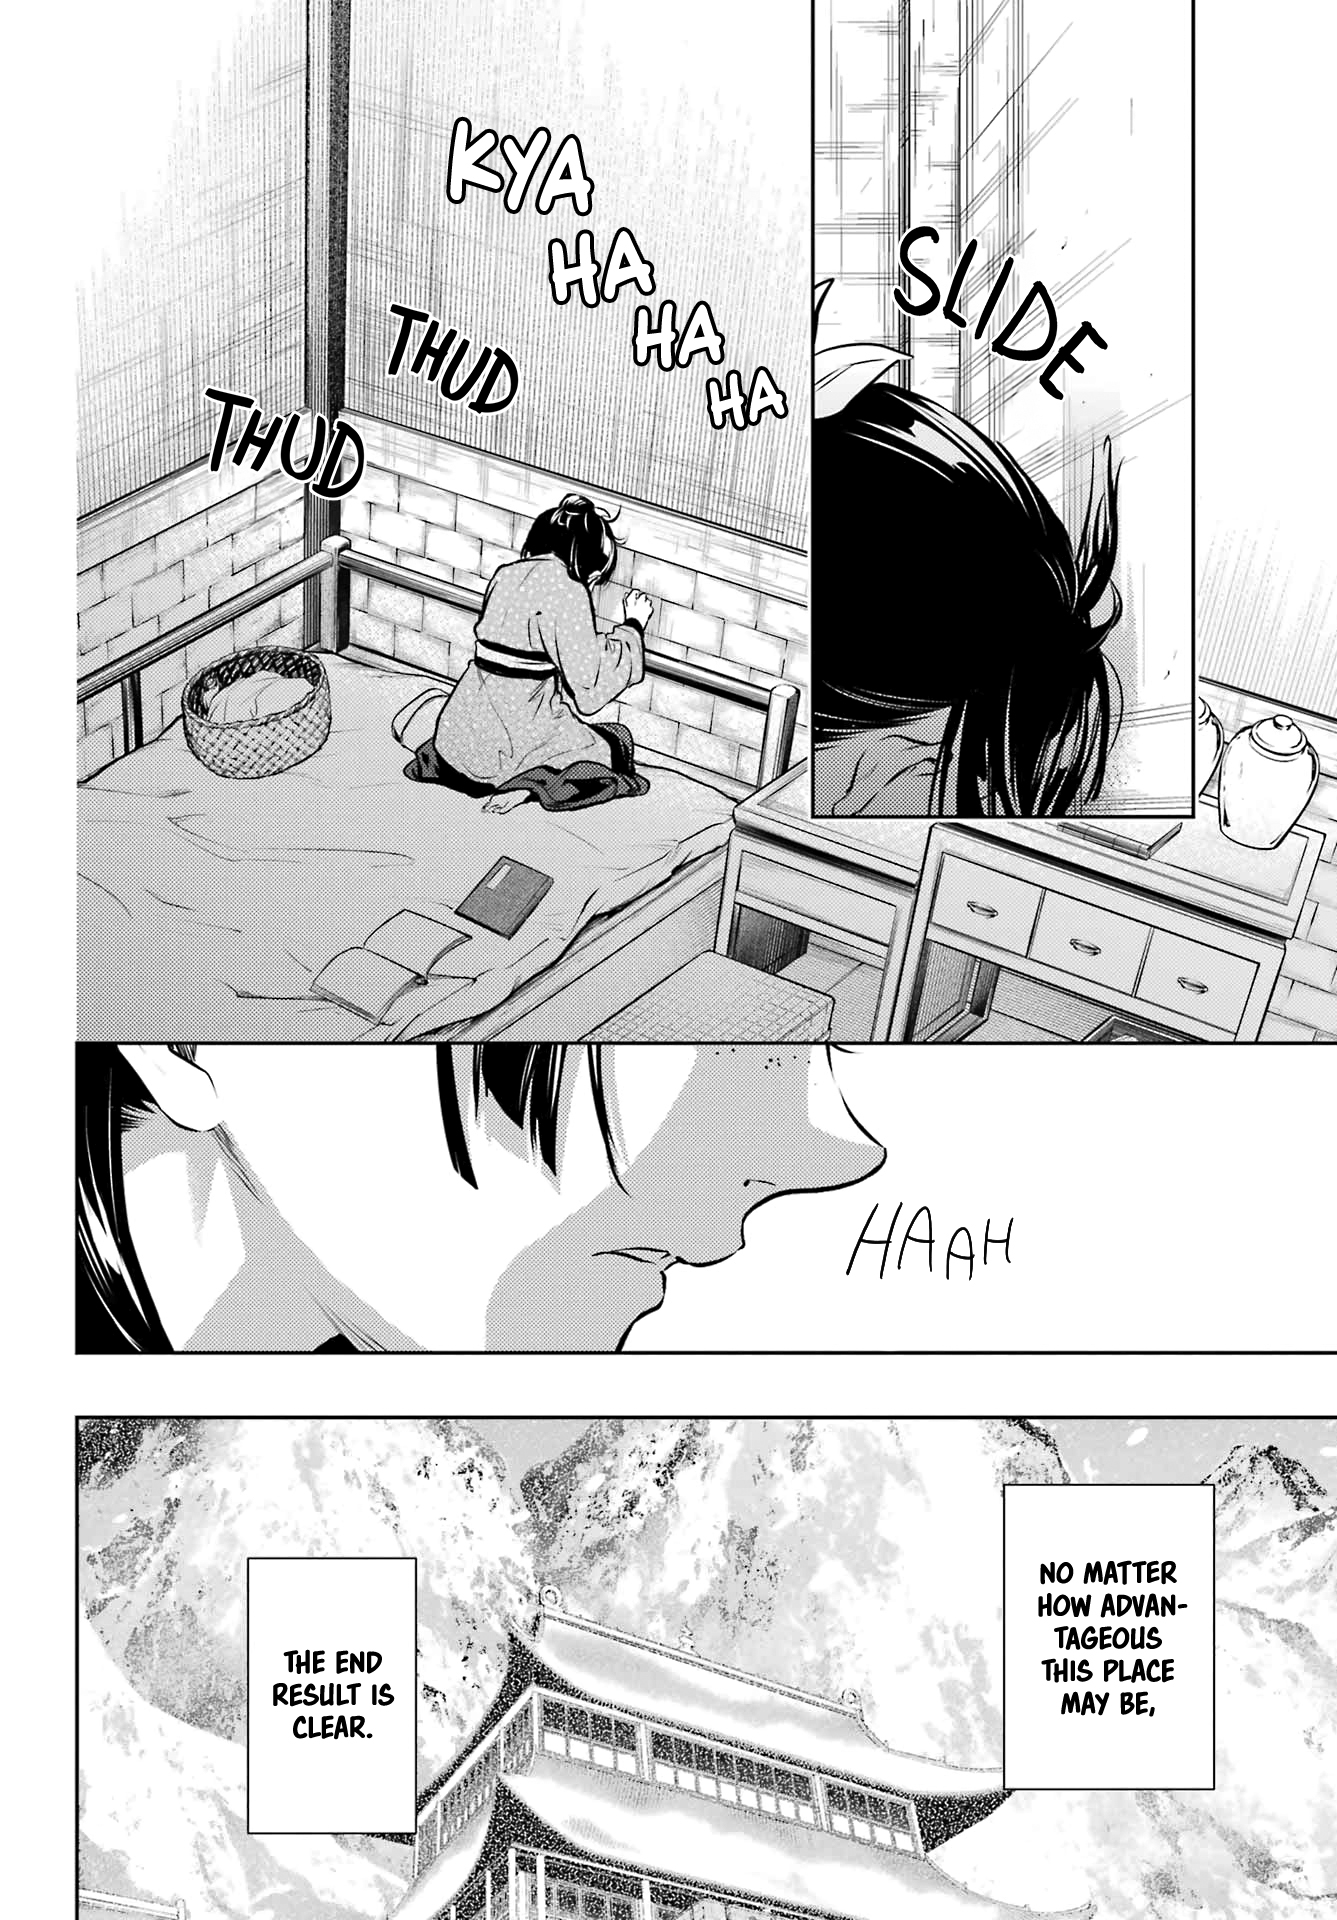 SLIDE
KYA
HA
HA
HA
THUD
THUD
HAAH
NO MATTER
HOW ADVAN-
TAGEOUS
THIS PLACE
MAY BE,
THE END
RESULT IS
CLEAR.